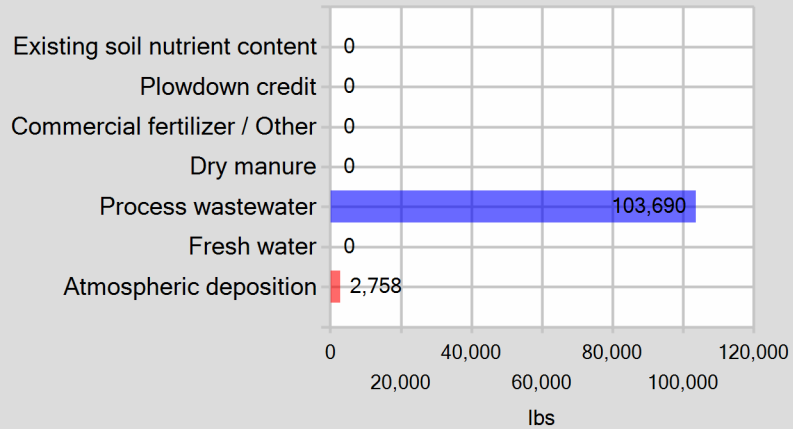 Existing soil nutrient content 0
Plowdown credit 0
Commercial fertilizer / Other 0
Dry manure 0
Process wastewater 103,690
Fresh water 0
Atmospheric deposition 2,758
0 40,000 80,000 120,000
20,000 60,000 100,000
lbs